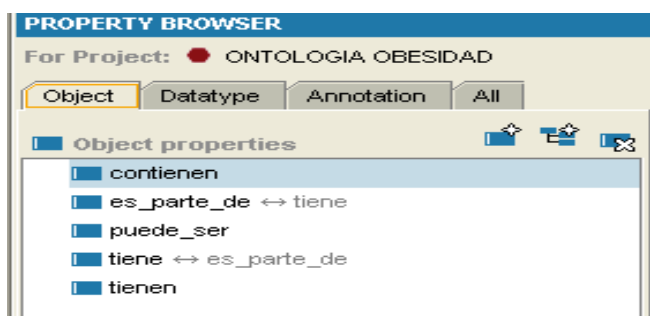 PROPERTY BROWSER
For Project: ONTOLOGIA OBESIDAD
Object Datatype Annotation All
Object properties
contienen
es_parte_de ↔ tiene
puede_ser
tiene ↔ es_parte_de
tienen